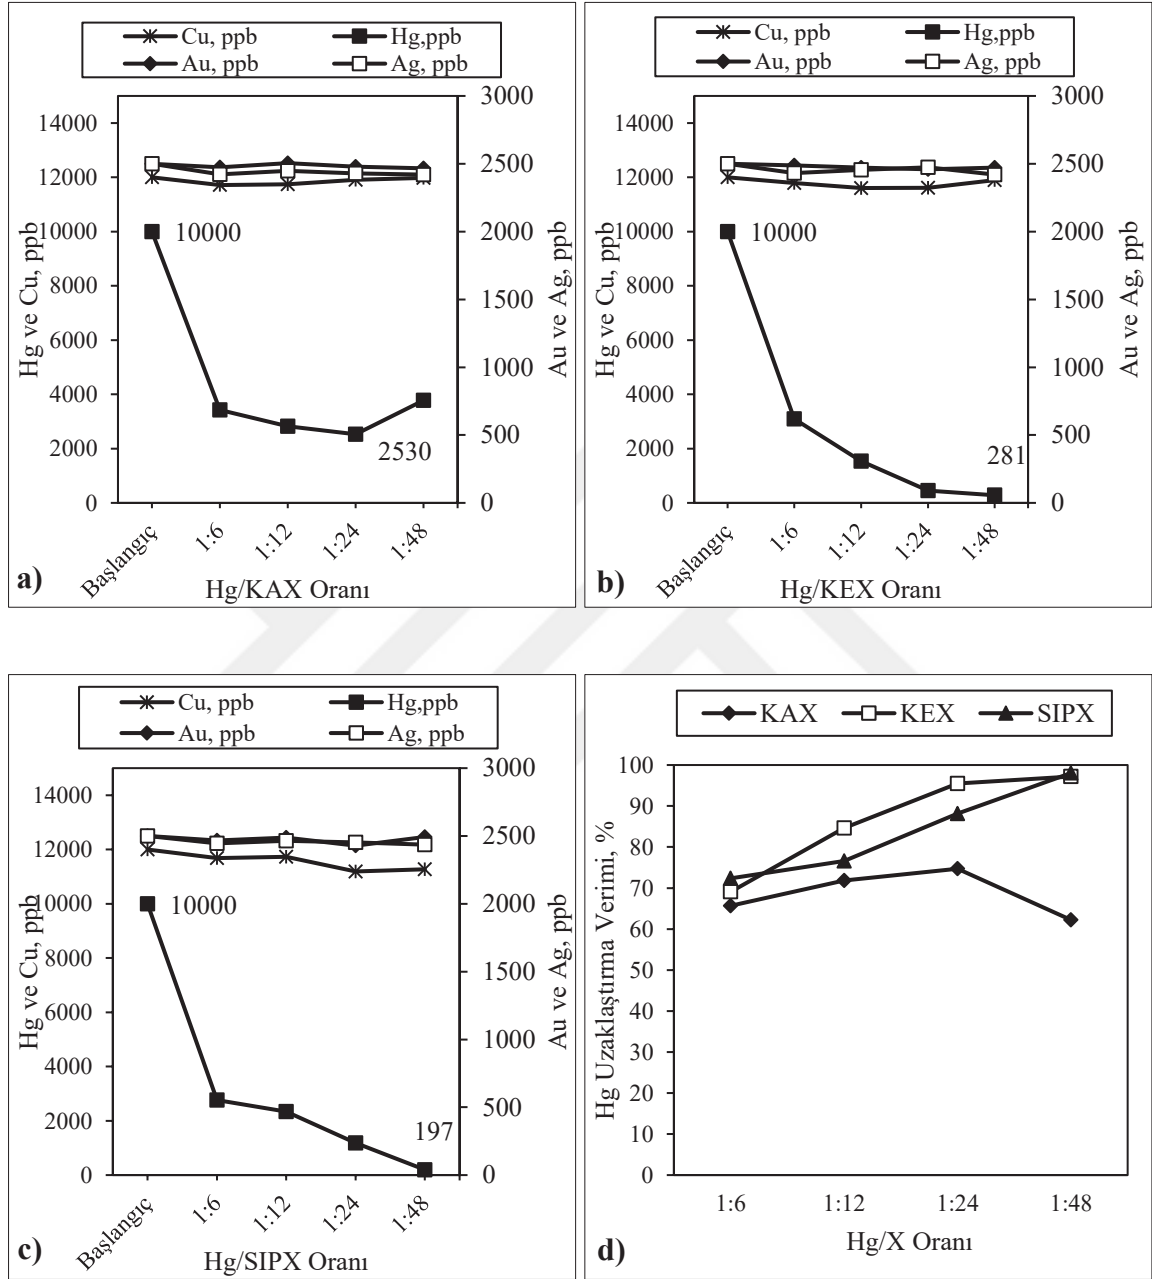 Cu, ppb Hg,ppb
Au, ppb Ag, ppb
14000
12000
10000
8000
6000
4000
2000
0
Hg ve Cu, ppb
3000
2500
2000
1500
1000
500
0
Au ve Ag, ppb
10000
2530
Başlangıç 1:6 1:12 1:24 1:48
a) Hg/KAX Oranı
Cu, ppb Hg,ppb
Au, ppb Ag, ppb
14000
12000
10000
8000
6000
4000
2000
0
Hg ve Cu, ppb
3000
2500
2000
1500
1000
500
0
Au ve Ag, ppb
10000
281
Başlangıç 1:6 1:12 1:24 1:48
b) Hg/KEX Oranı
Cu, ppb Hg,ppb
Au, ppb Ag, ppb
14000
12000
10000
8000
6000
4000
2000
0
Hg ve Cu, ppb
3000
2500
2000
1500
1000
500
0
Au ve Ag, ppb
10000
197
Başlangıç 1:6 1:12 1:24 1:48
c) Hg/SIPX Oranı
KAX KEX SIPX
100
90
80
70
60
50
40
30
20
10
0
Hg Uzaklaştırma Verimi, %
1:6 1:12 1:24 1:48
d) Hg/X Oranı